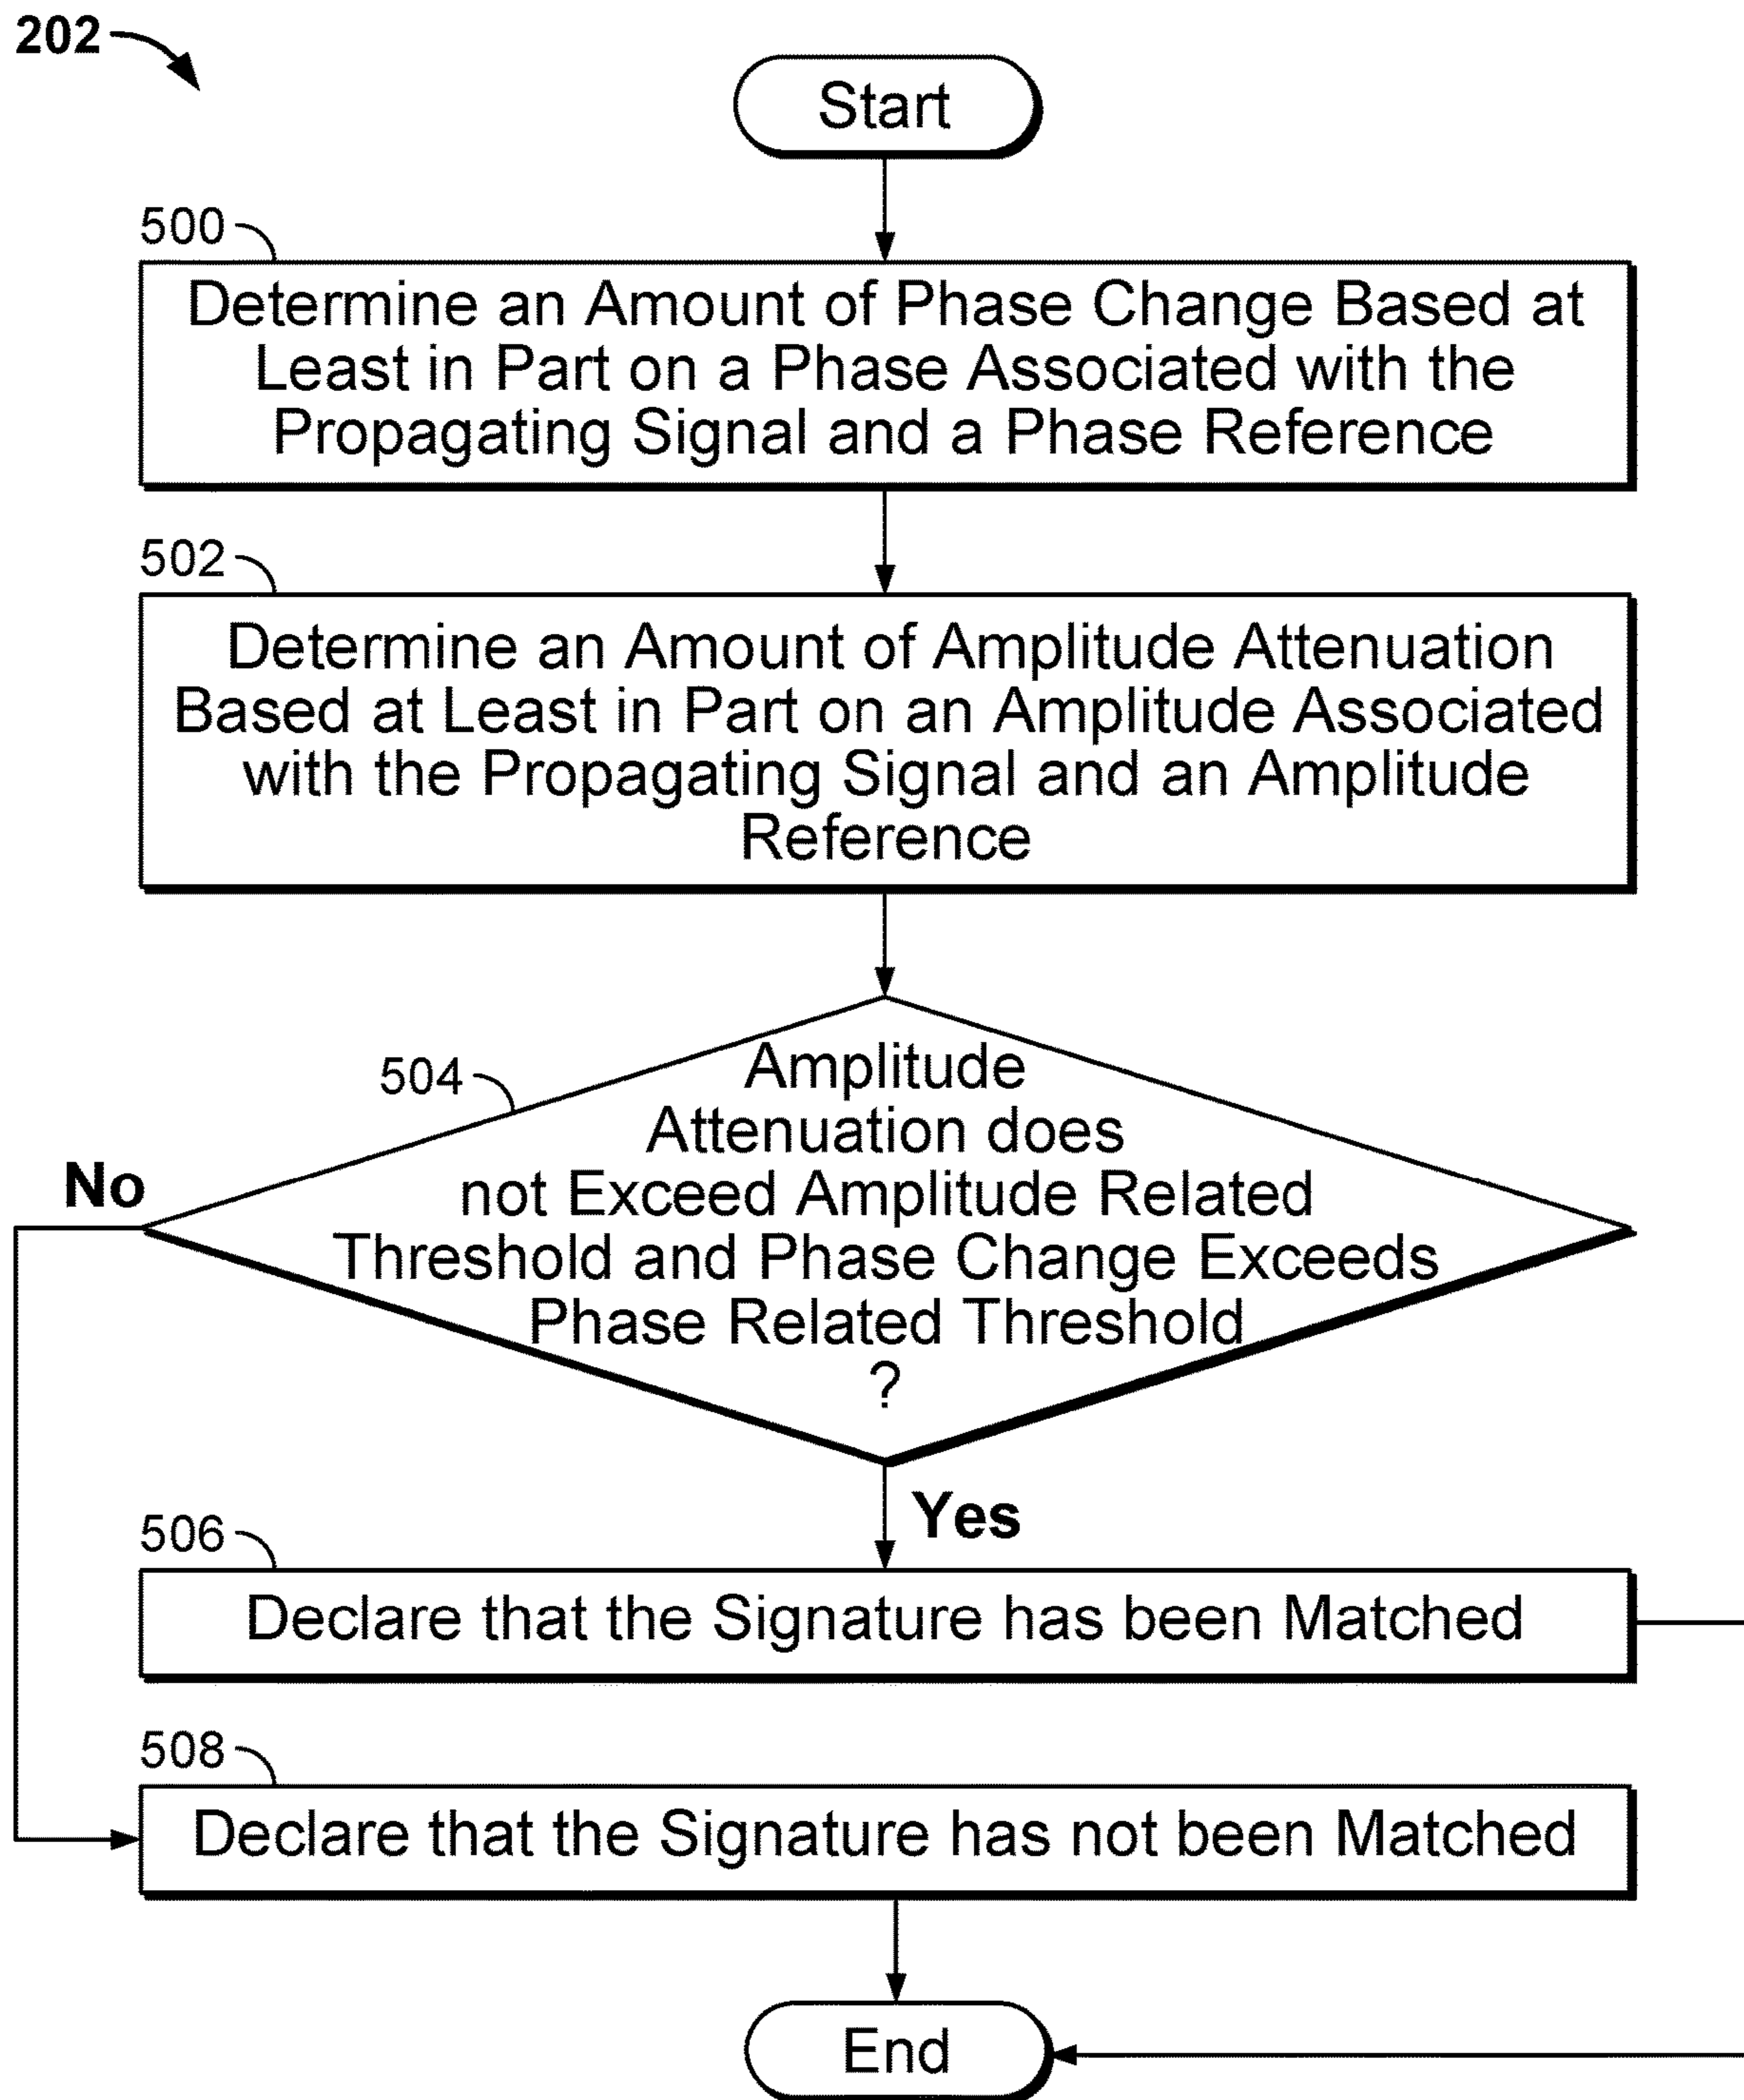 202
Start
500
Determine an Amount of Phase Change Based at
Least in Part on a Phase Associated with the
Propagating Signal and a Phase Reference
502
Determine an Amount of Amplitude Attenuation
Based at Least in Part on an Amplitude Associated
with the Propagating Signal and an Amplitude
Reference
504
Amplitude
Attenuation does
not Exceed Amplitude Related
Threshold and Phase Change Exceeds
Phase Related Threshold
?
No
Yes
506
Declare that the Signature has been Matched
508
Declare that the Signature has not been Matched
End